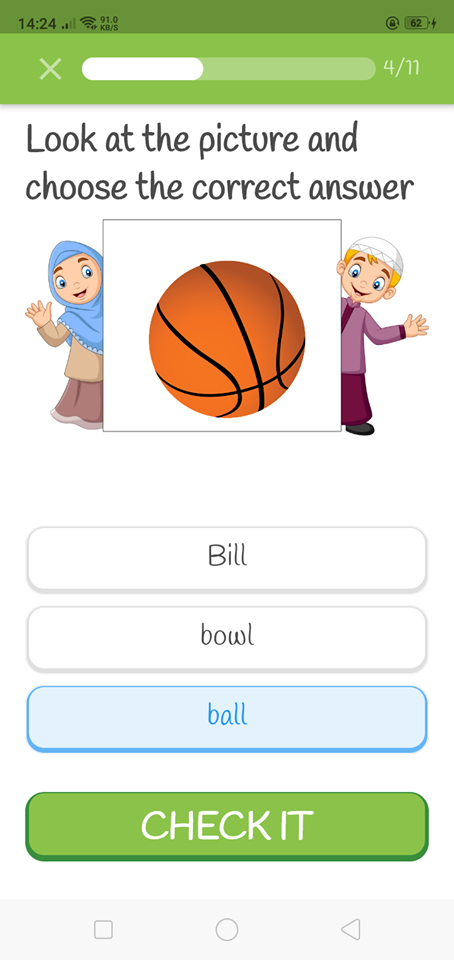 14:24 91.0 KB/S 62
4/11
Look at the picture and
choose the correct answer
Bill
bowl
ball
CHECK IT